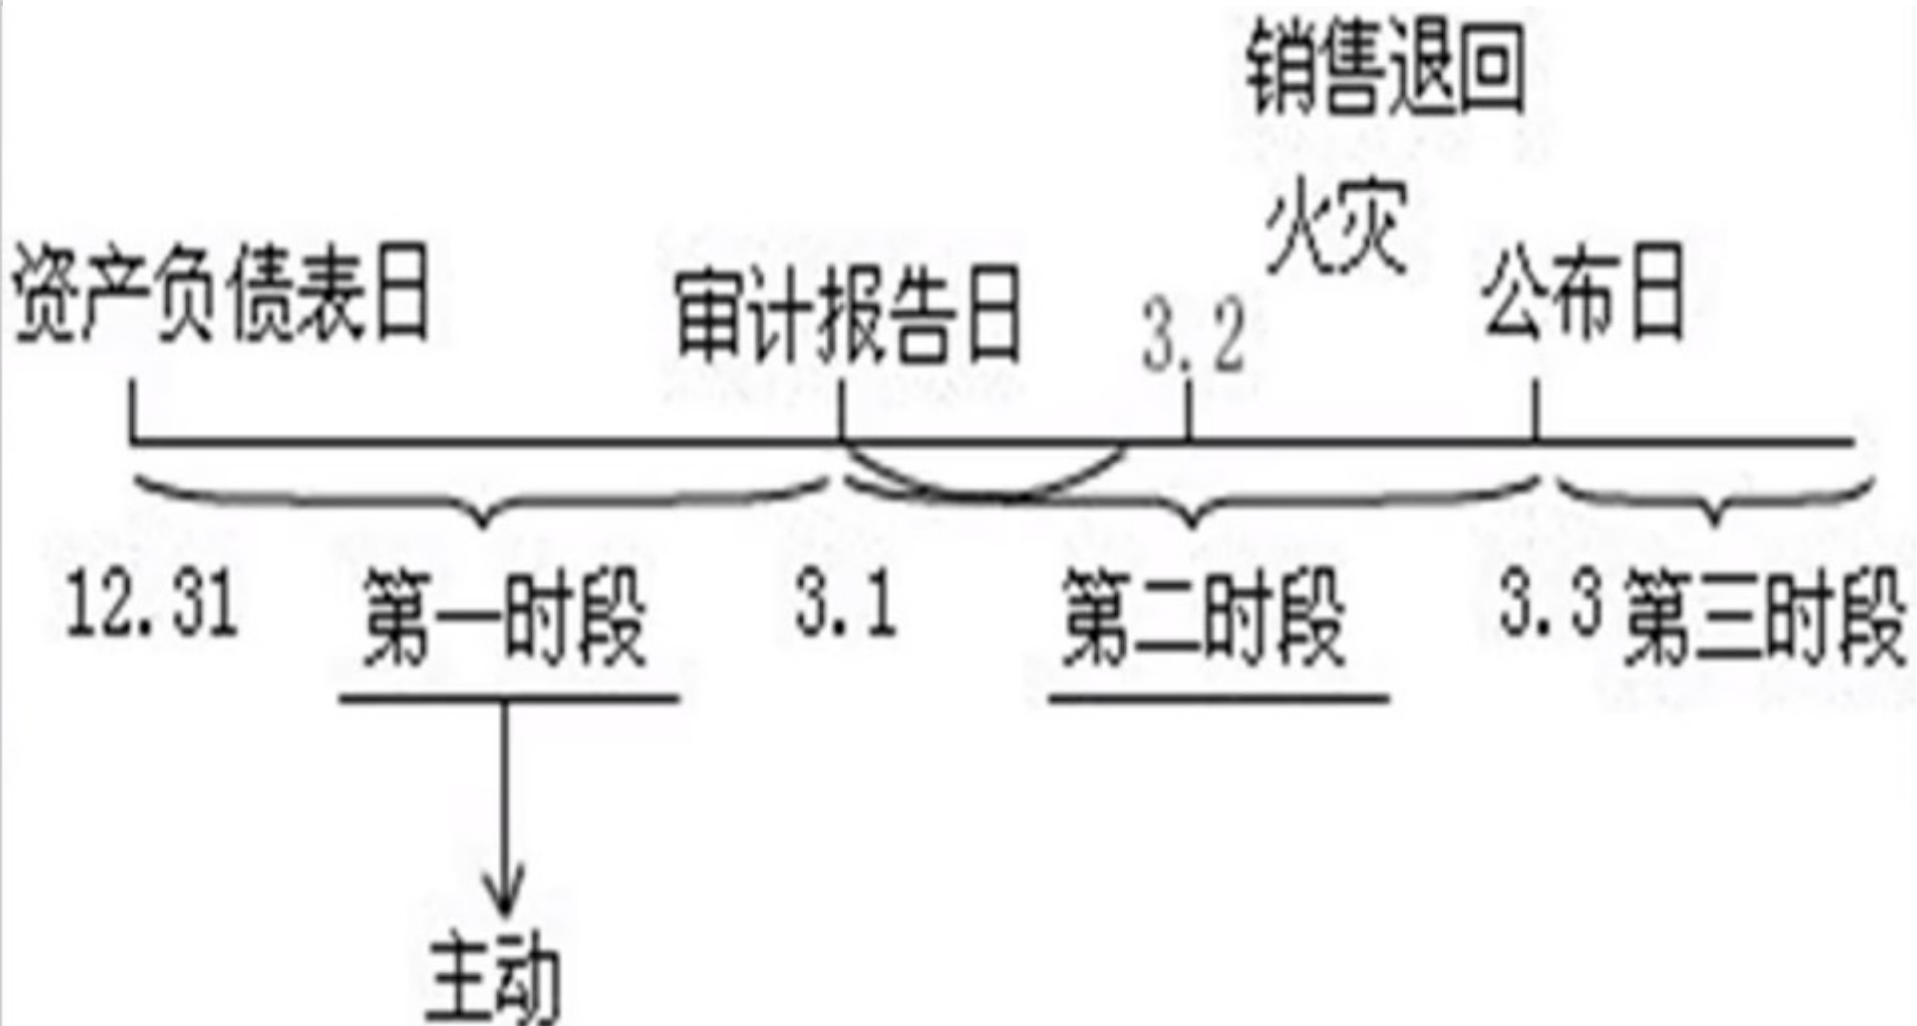 销售退回
火灾
资产负债表日
审计报告日
3.2
公布日
12.31
第一时段
3.1
第二时段
3.3
第三时段
主动